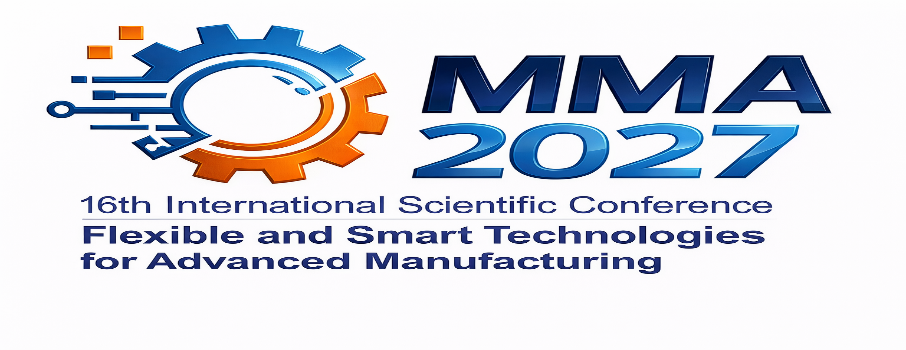 MMA
2027
16th International Scientific Conference
Flexible and Smart Technologies
for Advanced Manufacturing